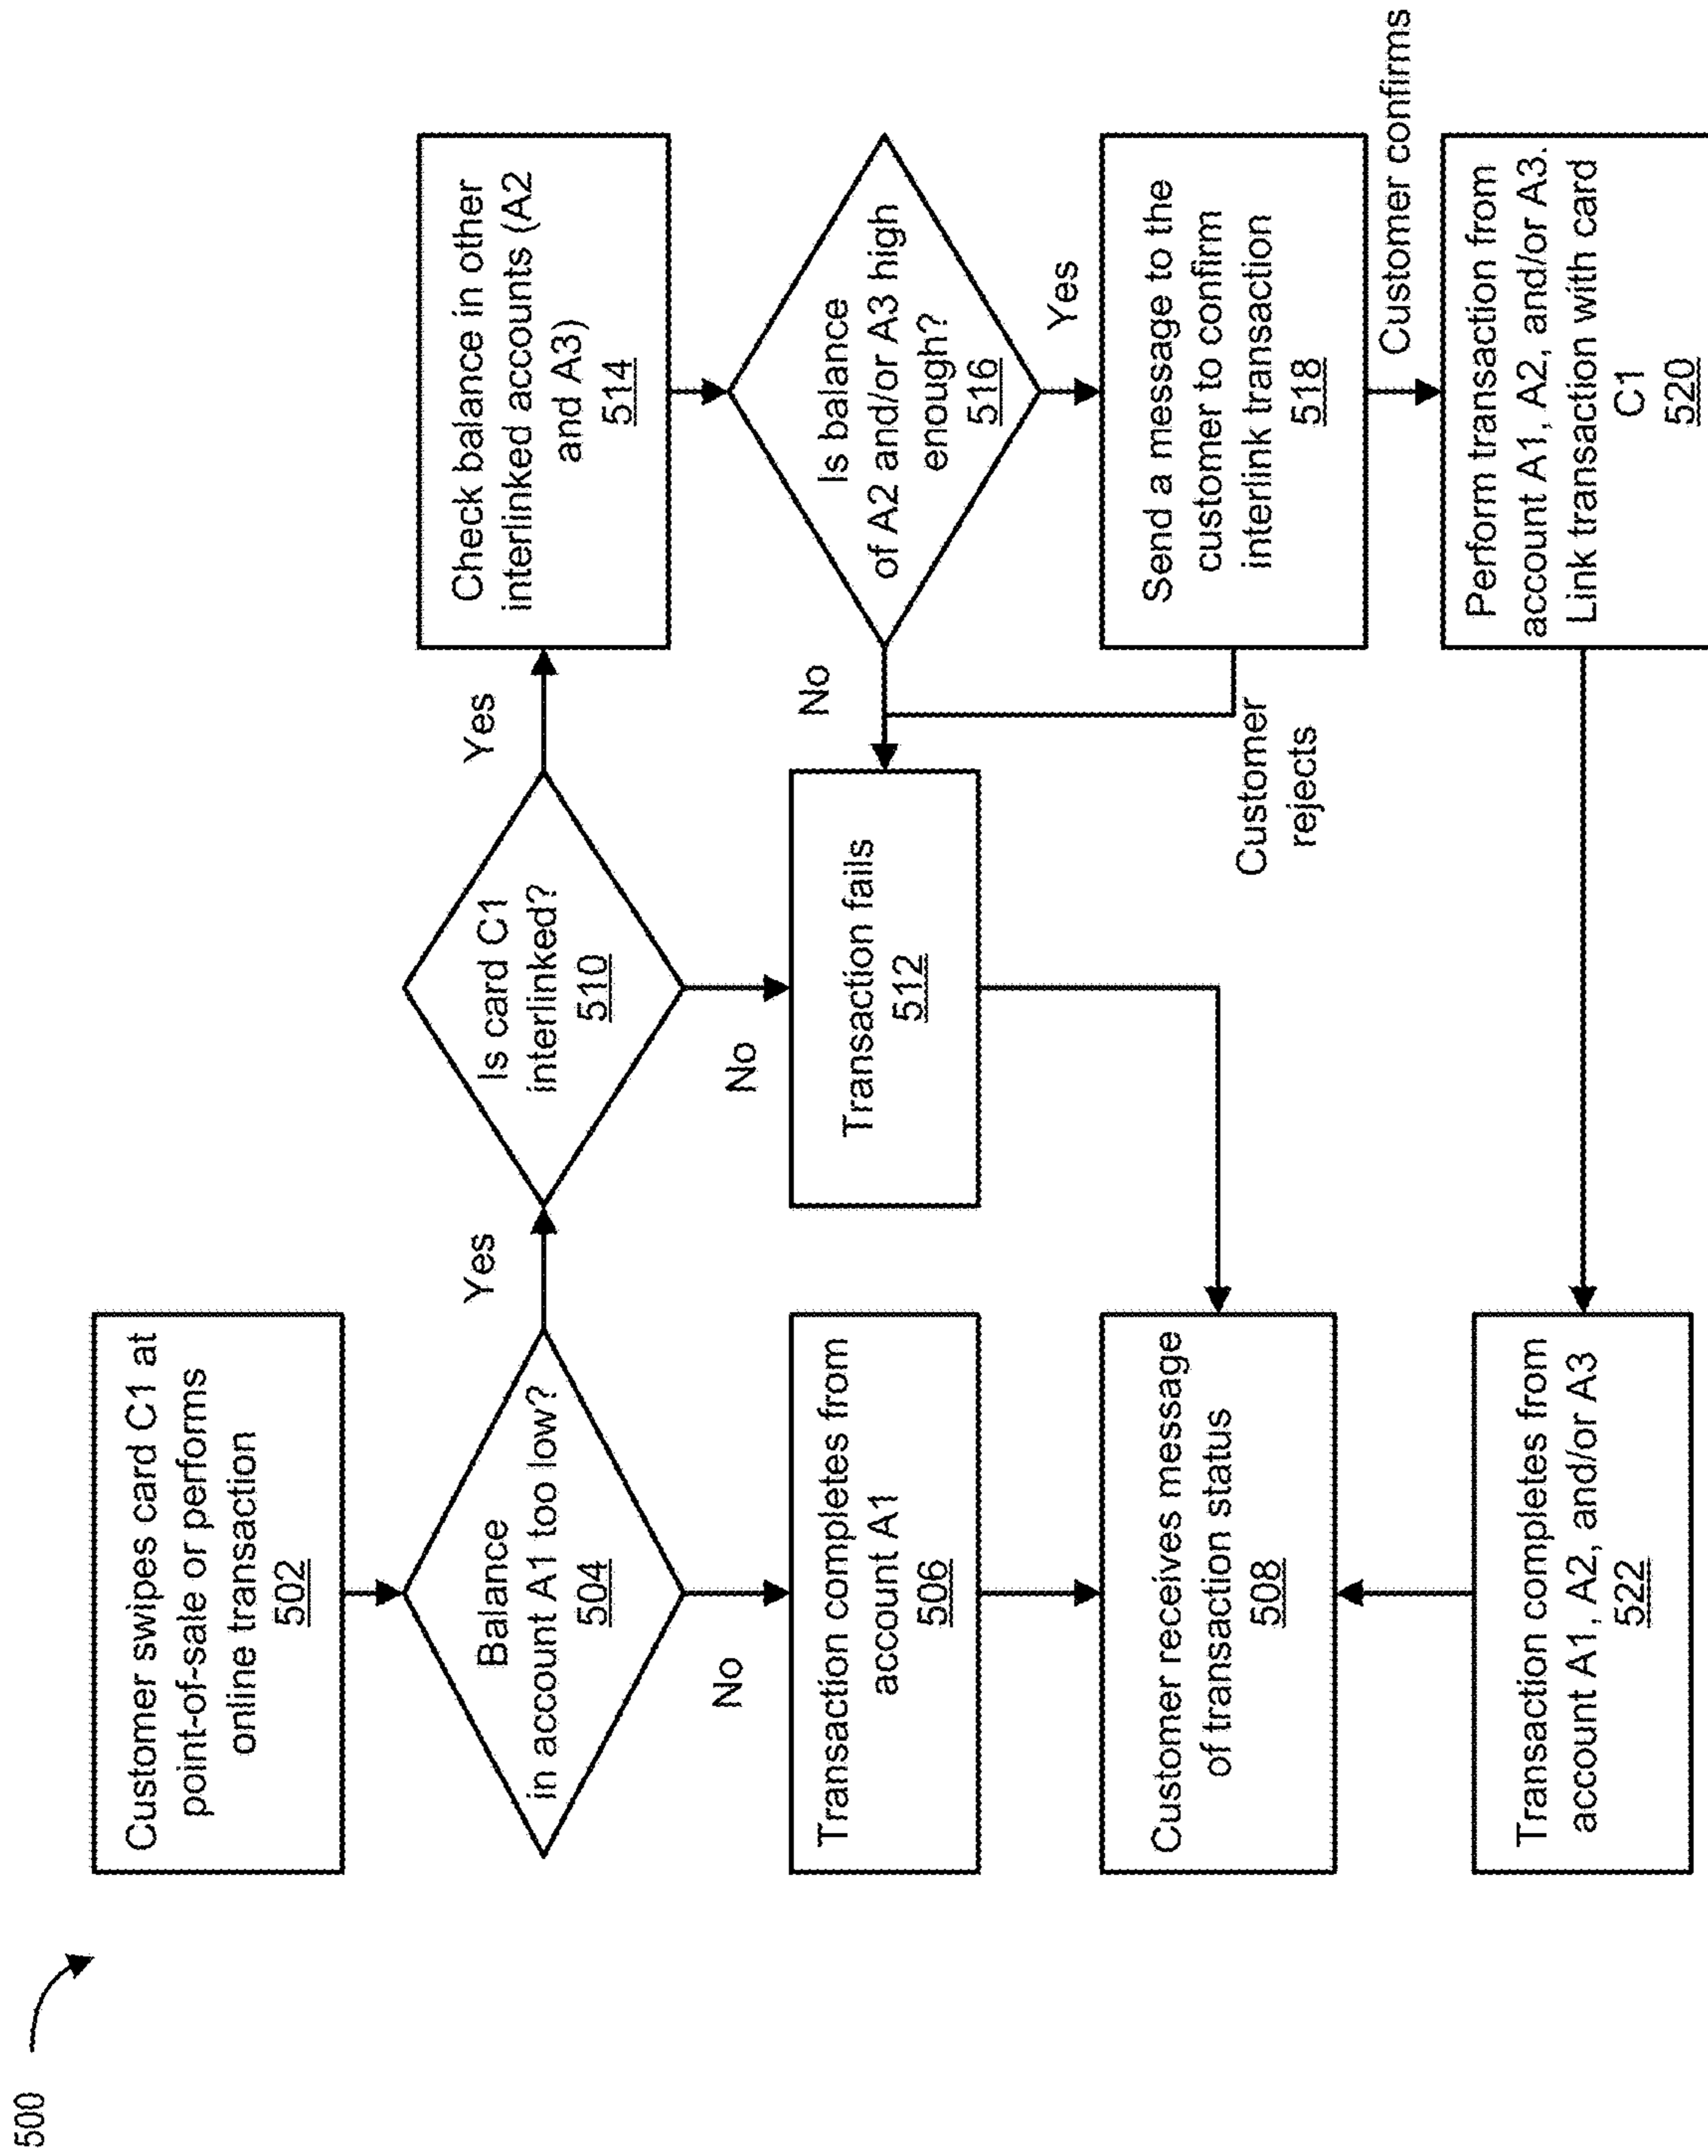 500
Customer swipes card C1 at
point-of-sale or performs
online transaction
502
Balance
in account A1 too low?
504
Yes
No
Is card C1
interlinked?
510
Yes
No
Check balance in other
interlinked accounts (A2
and A3)
514
Transaction completes from
account A1
506
Transaction fails
512
Is balance
of A2 and/or A3 high
enough?
516
No
Yes
Customer receives message
of transaction status
508
Customer
rejects
Send a message to the
customer to confirm
interlink transaction
518
Customer confirms
Transaction completes from
account A1, A2, and/or A3
522
Perform transaction from
account A1, A2, and/or A3.
Link transaction with card
C1
520